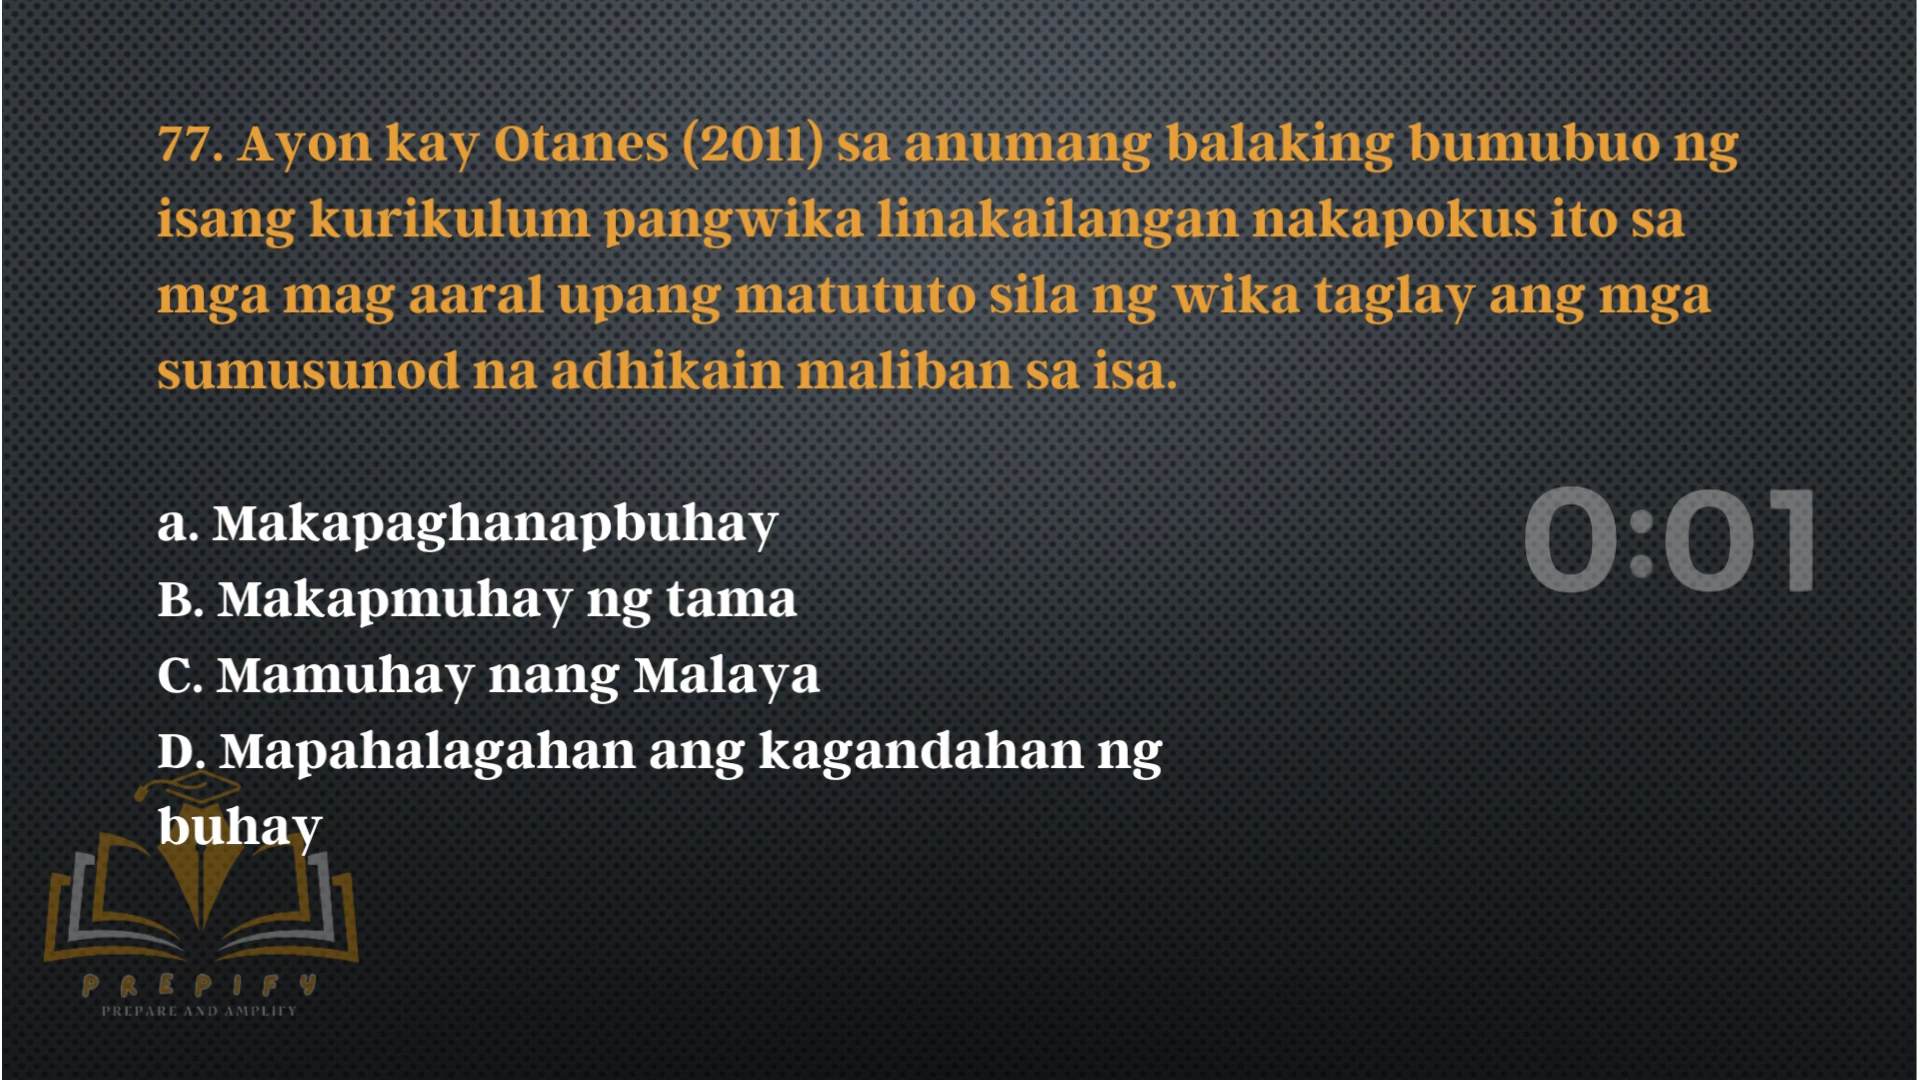 77. Ayon kay Otanes (2011) sa anumang balaking bumubuo ng
isang kurikulum pangwika linakailangan nakapokus ito sa
mga mag aaral upang matututo sila ng wika taglay ang mga
sumusunod na adhikain maliban sa isa.
a. Makapaghanapbuhay
B. Makapmuhay ng tama
C. Mamuhay nang Malaya
D. Mapahalagahan ang kagandahan ng
buhay
0:01
PREPIFY
PREPARE AND AMPLIFY